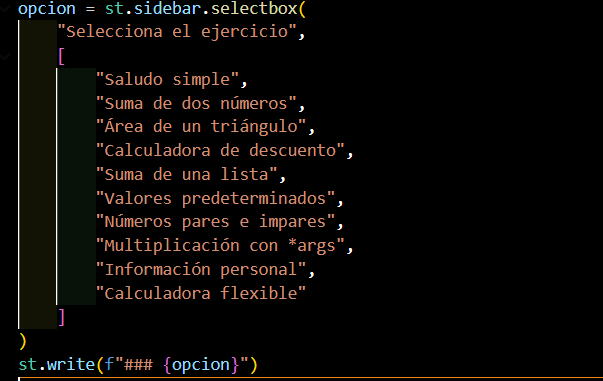 opcion = st.sidebar.selectbox(
"Selecciona el ejercicio",
[
"Saludo simple",
"Suma de dos números",
"Área de un triángulo",
"Calculadora de descuento",
"Suma de una lista",
"Valores predeterminados",
"Números pares e impares",
"Multiplicación con *args",
"Información personal",
"Calculadora flexible"
]
)
st.write(f"### {opcion}")